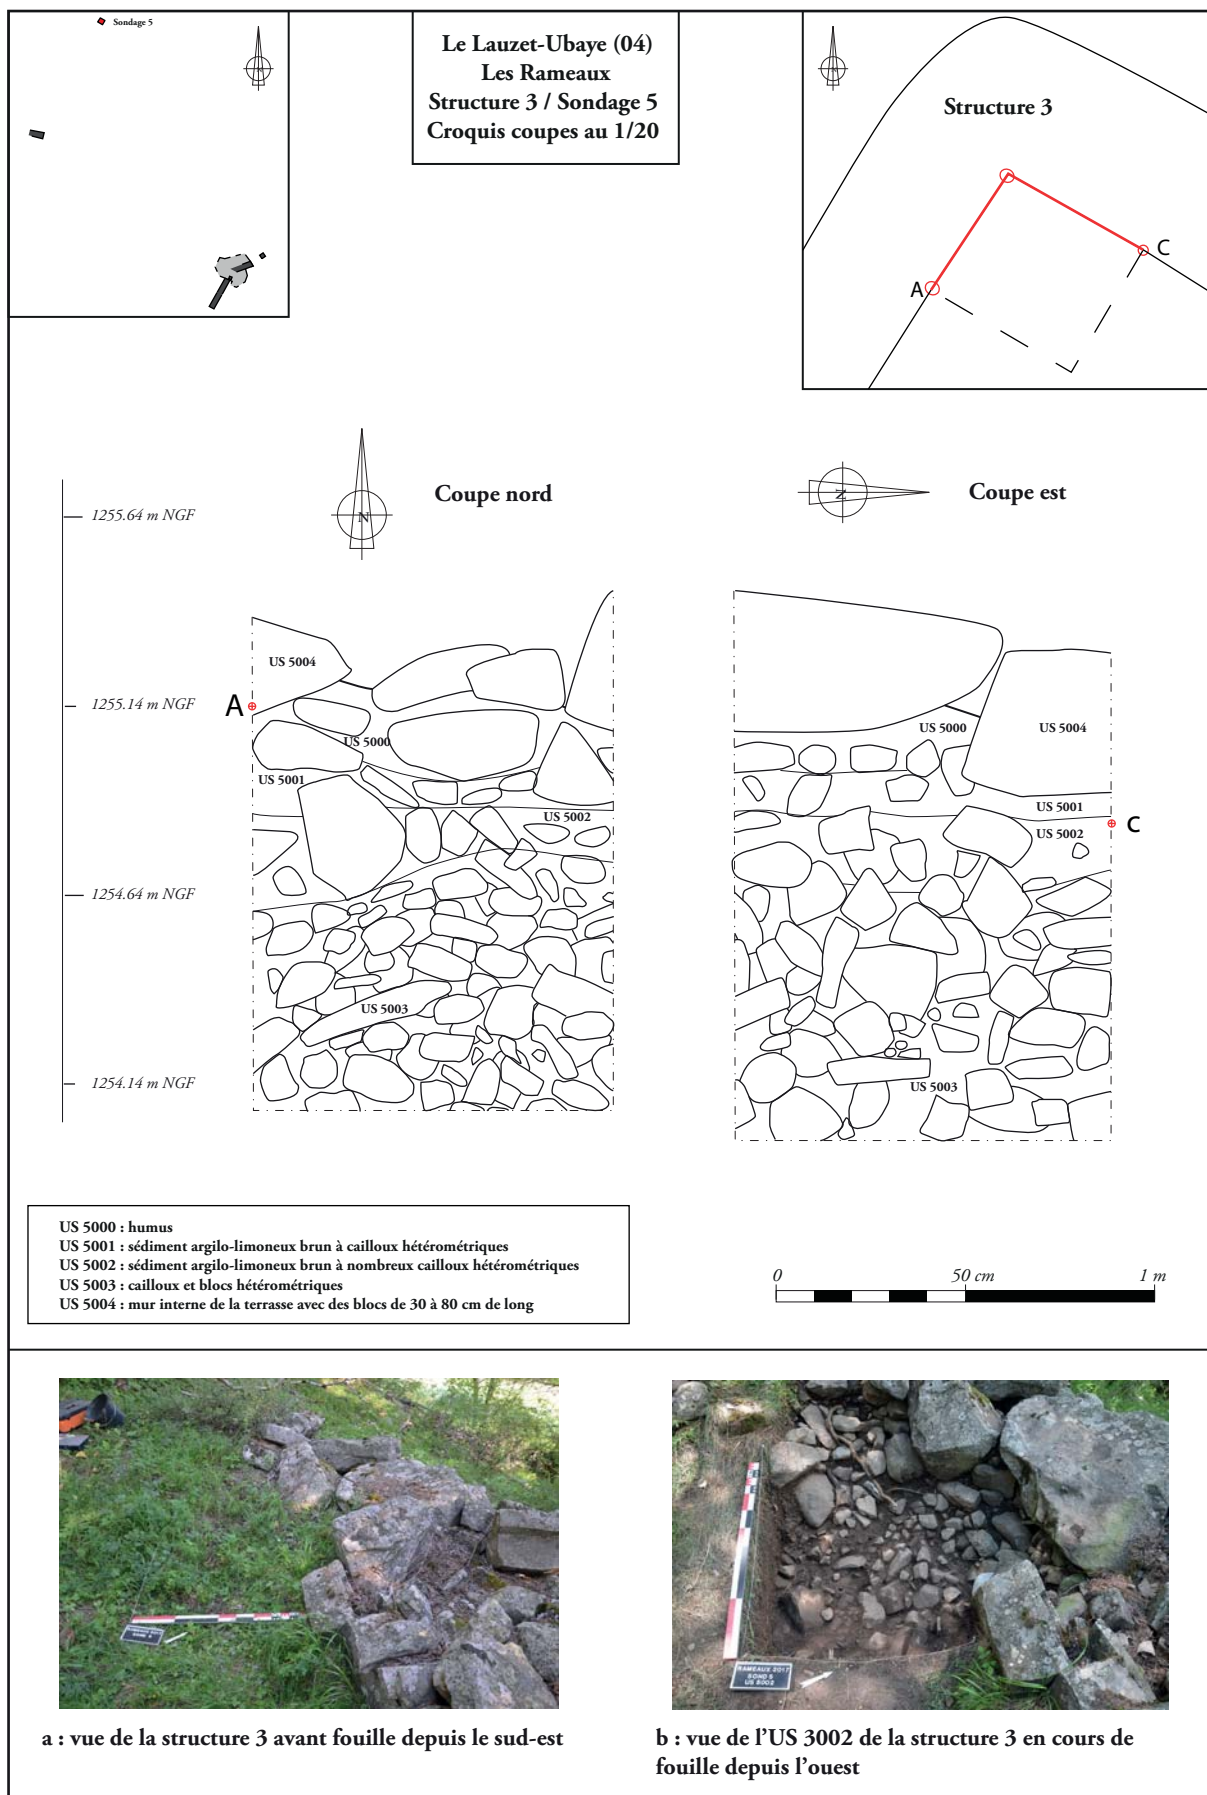 Sondage 5
Le Lauzet-Ubaye (04)
Les Rameaux
Structure 3 / Sondage 5
Croquis coupes au 1/20
Structure 3
A
C
Coupe nord
N
Coupe est
N
1255.64 m NGF
1255.14 m NGF
1254.64 m NGF
1254.14 m NGF
US 5004
A
US 5000
US 5001
US 5002
US 5003
US 5000
US 5004
US 5001
US 5002
C
US 5003
US 5000 : humus
US 5001 : sédiment argilo-limoneux brun à cailloux hétérométriques
US 5002 : sédiment argilo-limoneux brun à nombreux cailloux hétérométriques
US 5003 : cailloux et blocs hétérométriques
US 5004 : mur interne de la terrasse avec des blocs de 30 à 80 cm de long
0 50 cm 1 m
RAMEAUX 2017
SOND 5
US 5002
a : vue de la structure 3 avant fouille depuis le sud-est
b : vue de l’US 3002 de la structure 3 en cours de
fouille depuis l’ouest